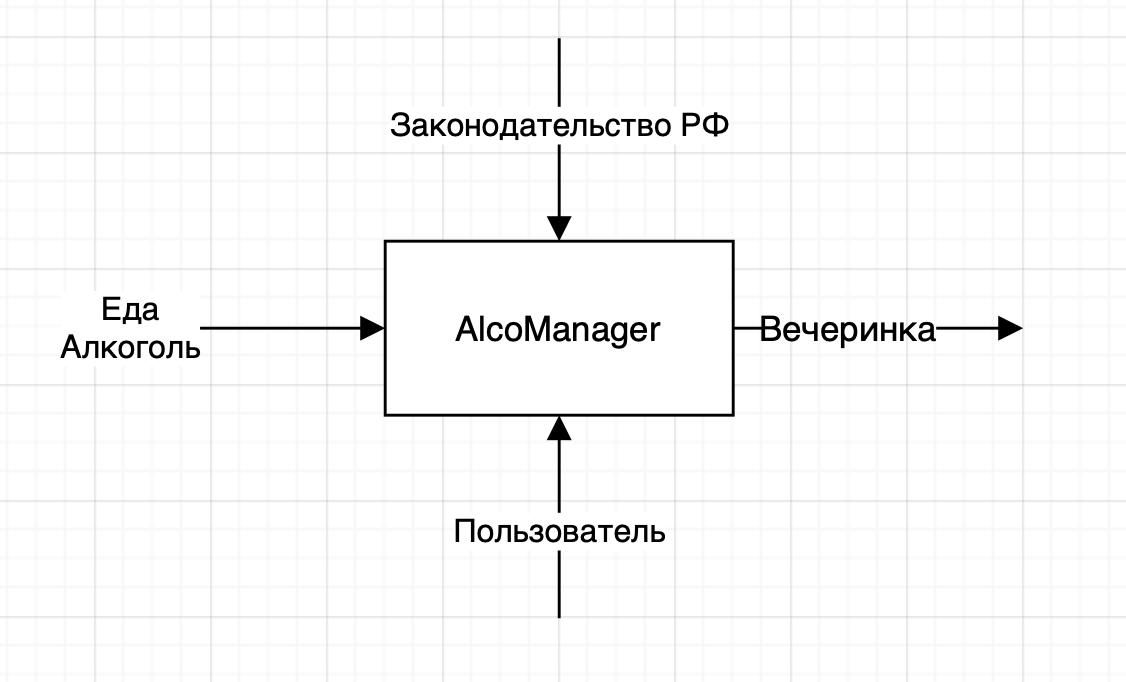 Законодательство РФ
Еда
Алкоголь
AlcoManager
Вечеринка
Пользователь